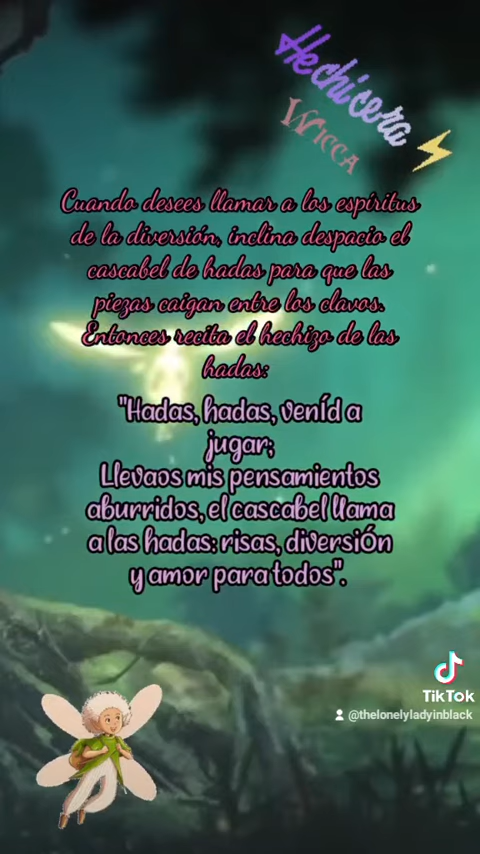 Hechicera
Wicca
Cuando desees llamar a los espíritus
de la diversión, inclina despacio el
cascabel de hadas para que las
piezas caigan entre los clavos.
Entonces recita el hechizo de las
hadas:
"Hadas, hadas, veníd a
jugar;
Llevaos mis pensamientos
aburridos, el cascabel llama
a las hadas: risas, diversión
y amor para todos".
TikTok
@thelonelyladyinblack